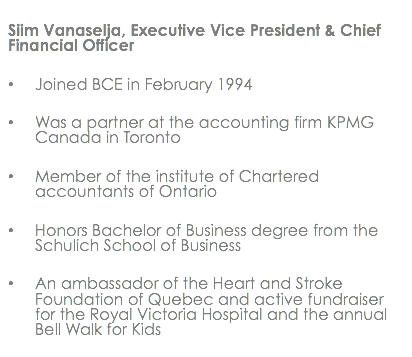 Siim Vanaselja, Executive Vice President & Chief
Financial Officer
• Joined BCE in February 1994
• Was a partner at the accounting firm KPMG
Canada in Toronto
• Member of the institute of Chartered
accountants of Ontario
• Honors Bachelor of Business degree from the
Schulich School of Business
• An ambassador of the Heart and Stroke
Foundation of Quebec and active fundraiser
for the Royal Victoria Hospital and the annual
Bell Walk for Kids